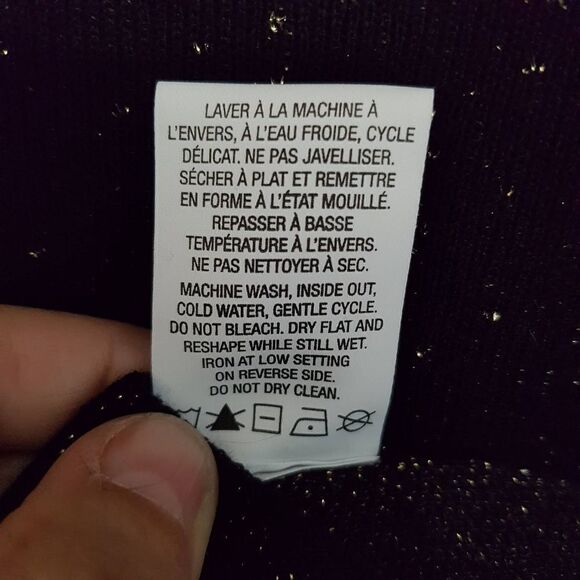 LAVER À LA MACHINE À
L'ENVERS, À L'EAU FROIDE, CYCLE
DÉLICAT. NE PAS JAVELLISER.
SÉCHER À PLAT ET REMETTRE
EN FORME À L'ÉTAT MOUILLÉ.
REPASSER À BASSE
TEMPÉRATURE À L'ENVERS.
NE PAS NETTOYER À SEC.
MACHINE WASH, INSIDE OUT,
COLD WATER, GENTLE CYCLE.
DO NOT BLEACH. DRY FLAT AND
RESHAPE WHILE STILL WET.
IRON AT LOW SETTING
ON REVERSE SIDE.
DO NOT DRY CLEAN.